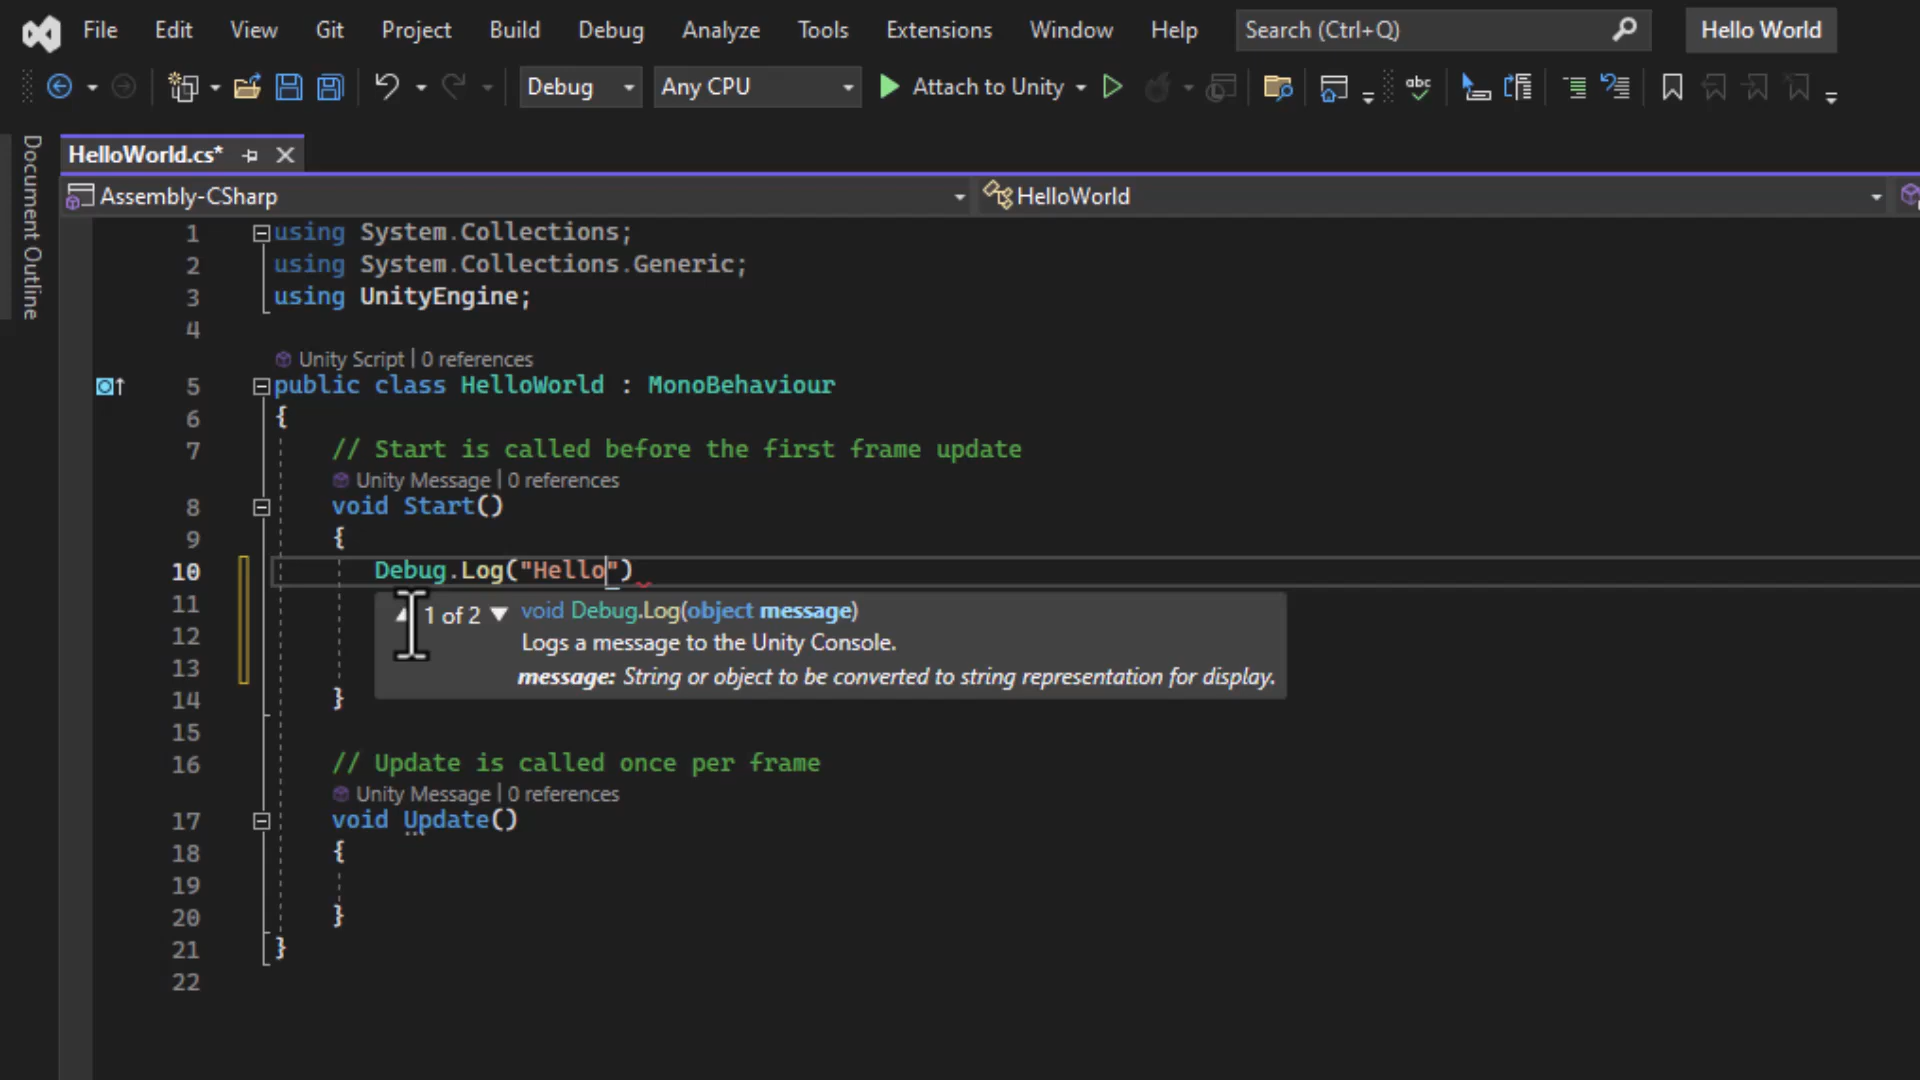 File Edit View Git Project Build Debug Analyze Tools Extensions Window Help Search (Ctrl+Q) Hello World
Debug Any CPU Attach to Unity abc
Document Outline
HelloWorld.cs*
Assembly-CSharp HelloWorld
1 using System.Collections;
2 using System.Collections.Generic;
3 using UnityEngine;
4
Unity Script | 0 references
5 public class HelloWorld : MonoBehaviour
6 {
7 // Start is called before the first frame update
Unity Message | 0 references
8 void Start()
9 {
10 Debug.Log("Hello")
11 1 of 2 void Debug.Log(object message)
12 Logs a message to the Unity Console.
13 message: String or object to be converted to string representation for display.
14 }
15
16 // Update is called once per frame
Unity Message | 0 references
17 void Update()
18 {
19
20 }
21 }
22